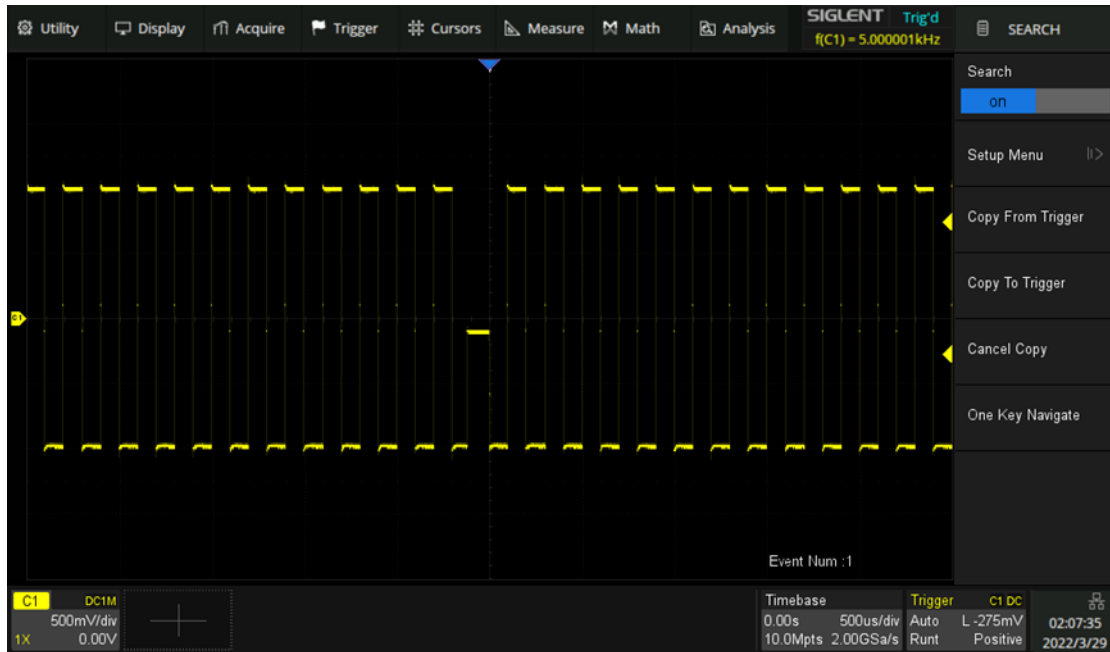 Utility Display Acquire Trigger Cursors Measure Math Analysis SIGLENT Trig'd SEARCH
f(C1) = 5.000001kHz
Search
on
Setup Menu
Copy From Trigger
Copy To Trigger
C1
Cancel Copy
One Key Navigate
Event Num :1
C1 DC1M Timebase Trigger C1 DC
500mV/div 0.00s 500us/div Auto L -275mV 02:07:35
1X 0.00V 10.0Mpts 2.00GSa/s Runt Positive 2022/3/29